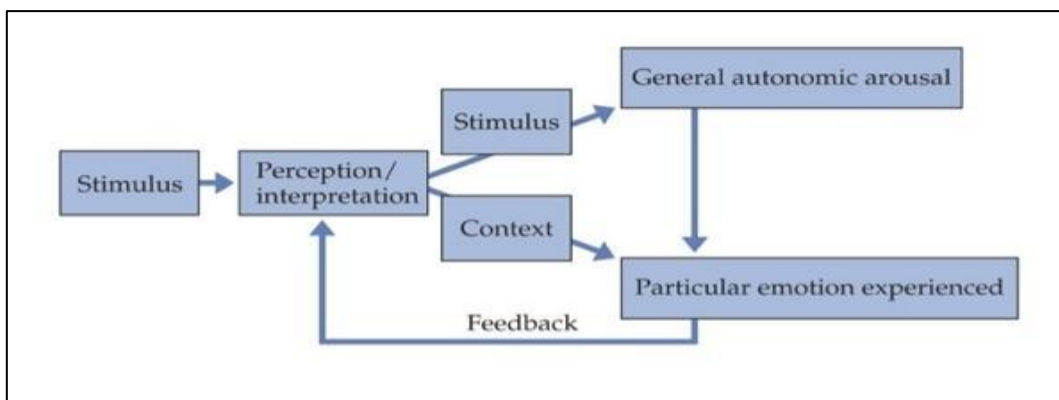 General autonomic arousal
Stimulus
Stimulus
Perception/
interpretation
Context
Particular emotion experienced
Feedback